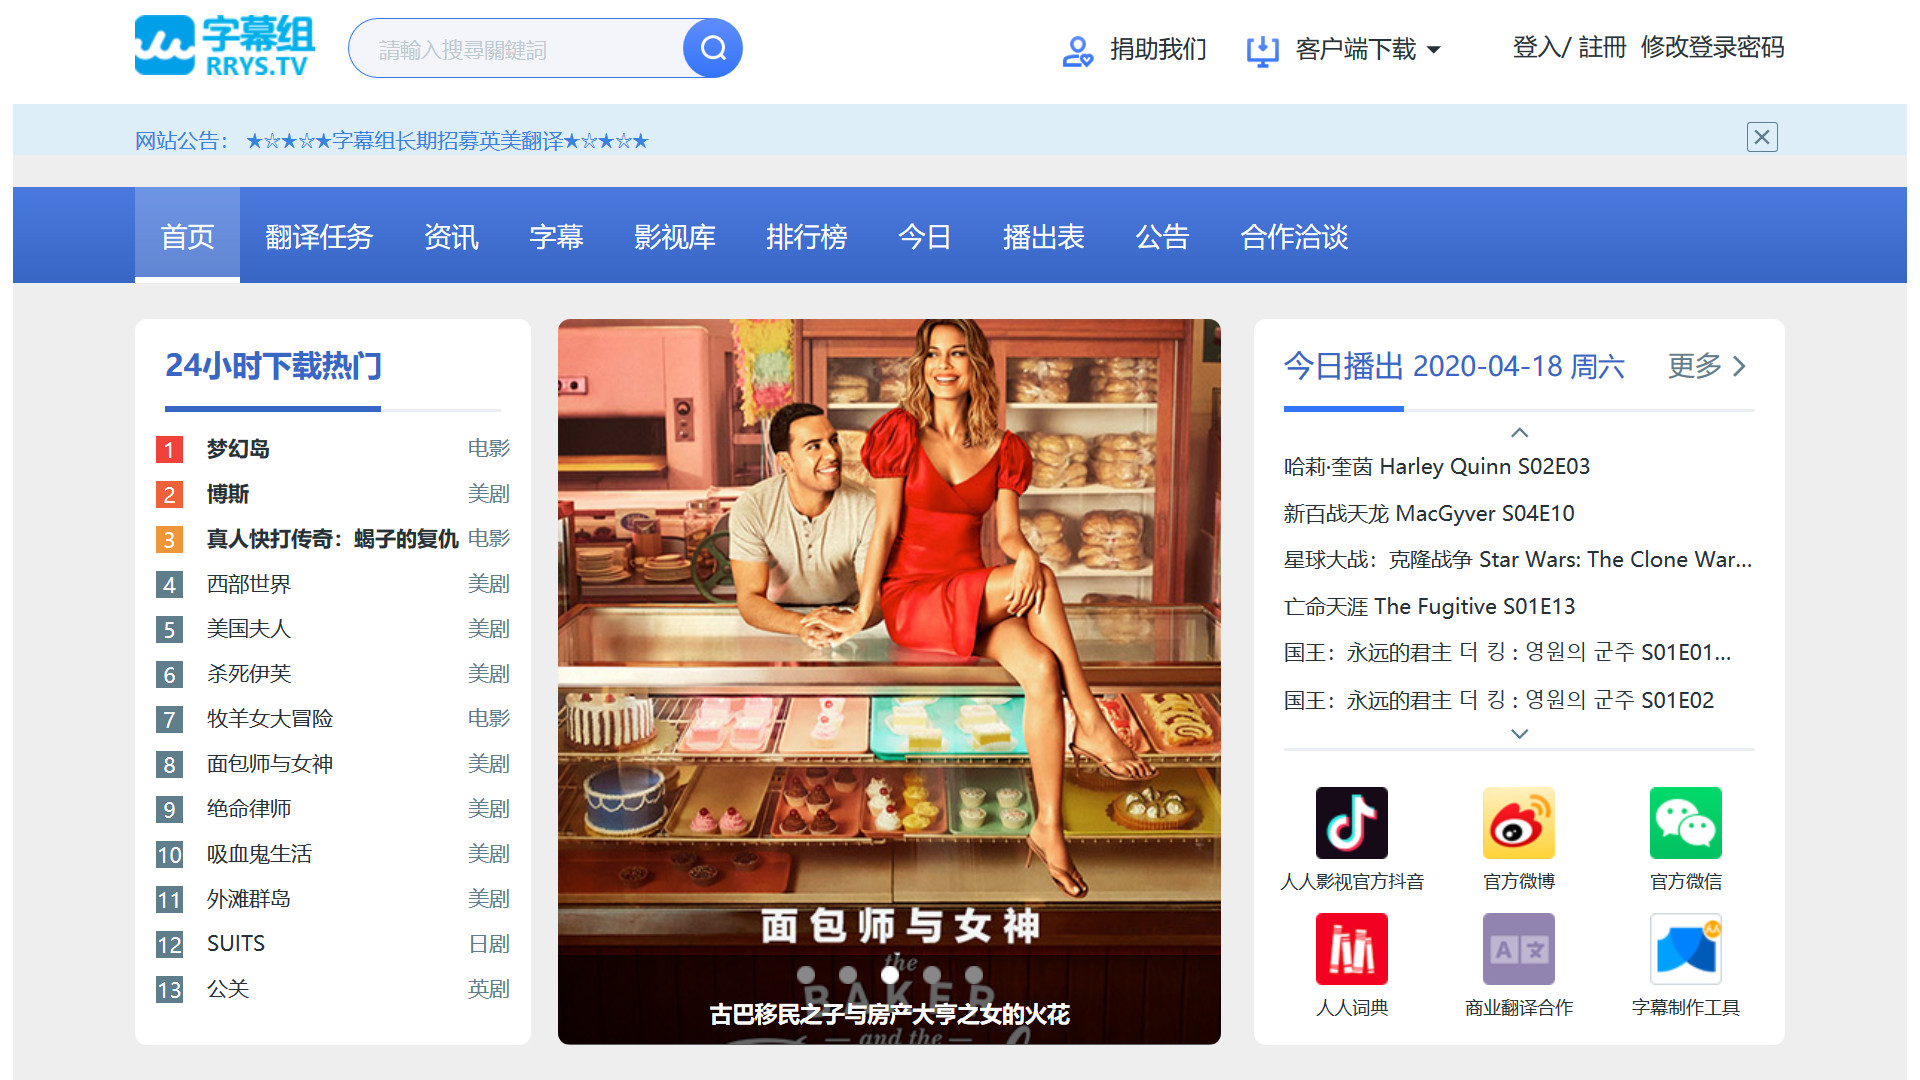 字幕组
RRYS.TV
請輸入搜尋關鍵詞
捐助我们
客户端下载
登入/ 註冊 修改登录密码
网站公告： ★☆★☆★字幕组长期招募英美翻译★☆★☆★
首页 翻译任务 资讯 字幕 影视库 排行榜 今日 播出表 公告 合作洽谈
24小时下载热门
1 梦幻岛 电影
2 博斯 美剧
3 真人快打传奇：蝎子的复仇 电影
4 西部世界 美剧
5 美国夫人 美剧
6 杀死伊芙 美剧
7 牧羊女大冒险 电影
8 面包师与女神 美剧
9 绝命律师 美剧
10 吸血鬼生活 美剧
11 外滩群岛 美剧
12 SUITS 日剧
13 公关 英剧
面包师与女神
the
BAKER
古巴移民之子与房产大亨之女的火花
and the
今日播出 2020-04-18 周六 更多
哈莉·奎茵 Harley Quinn S02E03
新百战天龙 MacGyver S04E10
星球大战：克隆战争 Star Wars: The Clone War...
亡命天涯 The Fugitive S01E13
国王：永远的君主 더 킹 : 영원의 군주 S01E01...
国王：永远的君主 더 킹 : 영원의 군주 S01E02
人人影视官方抖音 官方微博 官方微信
A 文
人人词典 商业翻译合作 字幕制作工具